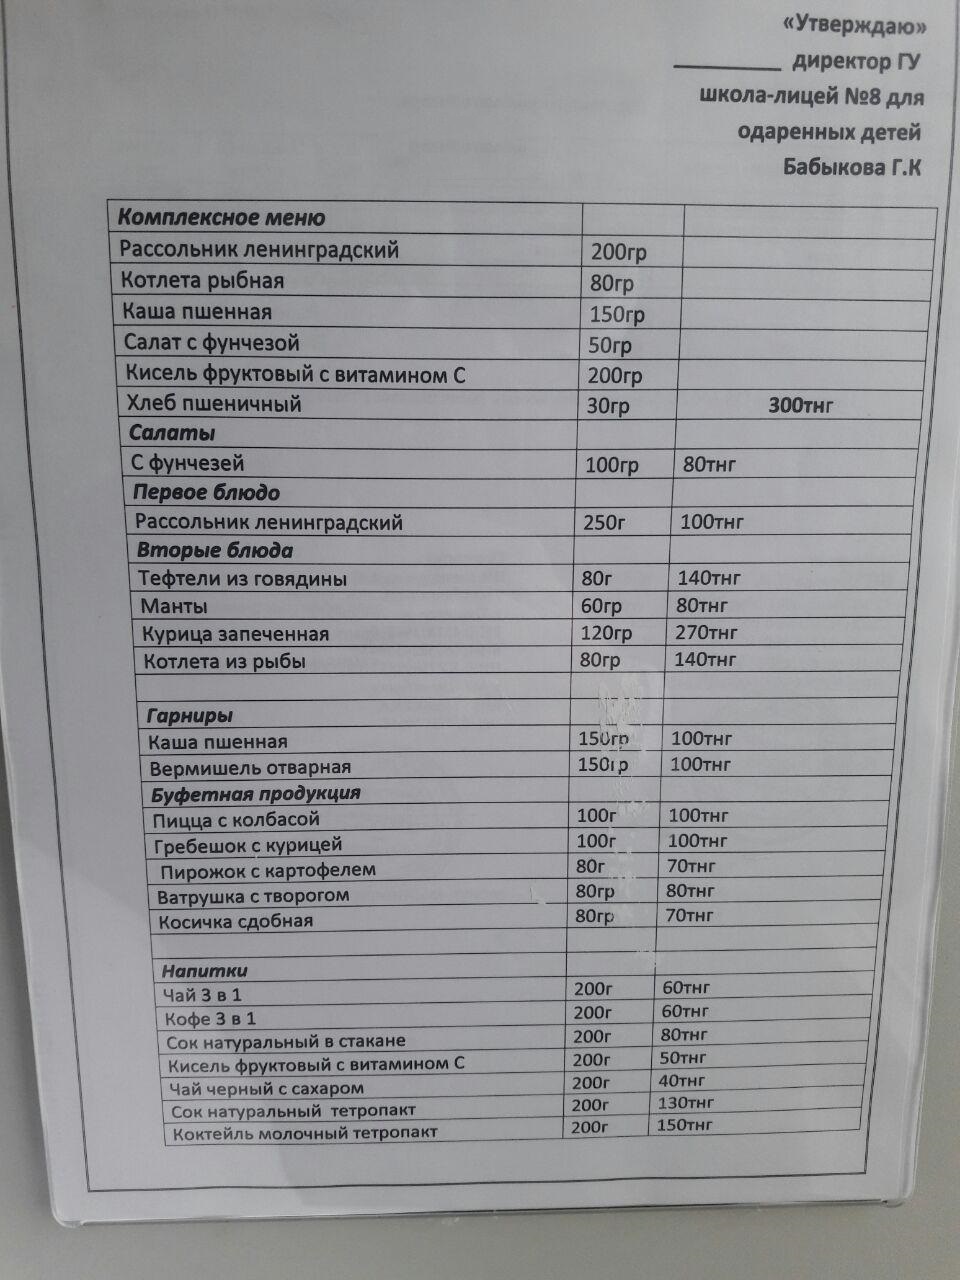 «Утверждаю»
________ директор ГУ
школа-лицей №8 для
одаренных детей
Бабыкова Г.К
Комплексное меню
Рассольник ленинградский 200гр
Котлета рыбная 80гр
Каша пшенная 150гр
Салат с фунчезой 50гр
Кисель фруктовый с витамином С 200гр
Хлеб пшеничный 30гр 300тнг
Салаты
С фунчезей 100гр 80тнг
Первое блюдо
Рассольник ленинградский 250г 100тнг
Вторые блюда
Тефтели из говядины 80г 140тнг
Манты 60гр 80тнг
Курица запеченная 120гр 270тнг
Котлета из рыбы 80гр 140тнг
Гарниры
Каша пшенная 150гр 100тнг
Вермишель отварная 150гр 100тнг
Буфетная продукция
Пицца с колбасой 100г 100тнг
Гребешок с курицей 100г 100тнг
Пирожок с картофелем 80г 70тнг
Ватрушка с творогом 80гр 80тнг
Косичка сдобная 80гр 70тнг
Напитки
Чай 3 в 1 200г 60тнг
Кофе 3 в 1 200г 60тнг
Сок натуральный в стакане 200г 80тнг
Кисель фруктовый с витамином С 200г 50тнг
Чай черный с сахаром 200г 40тнг
Сок натуральный тетропакт 200г 130тнг
Коктейль молочный тетропакт 200г 150тнг